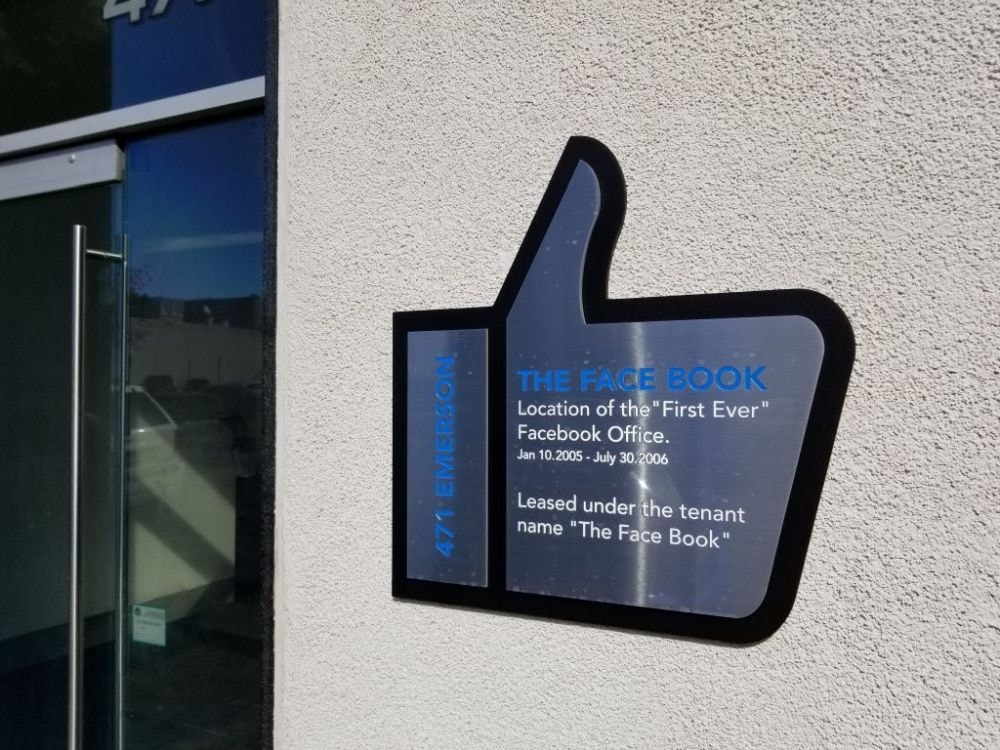 471
471 EMERSON
THE FACE BOOK
Location of the "First Ever"
Facebook Office.
Jan 10.2005 - July 30.2006
Leased under the tenant
name "The Face Book"